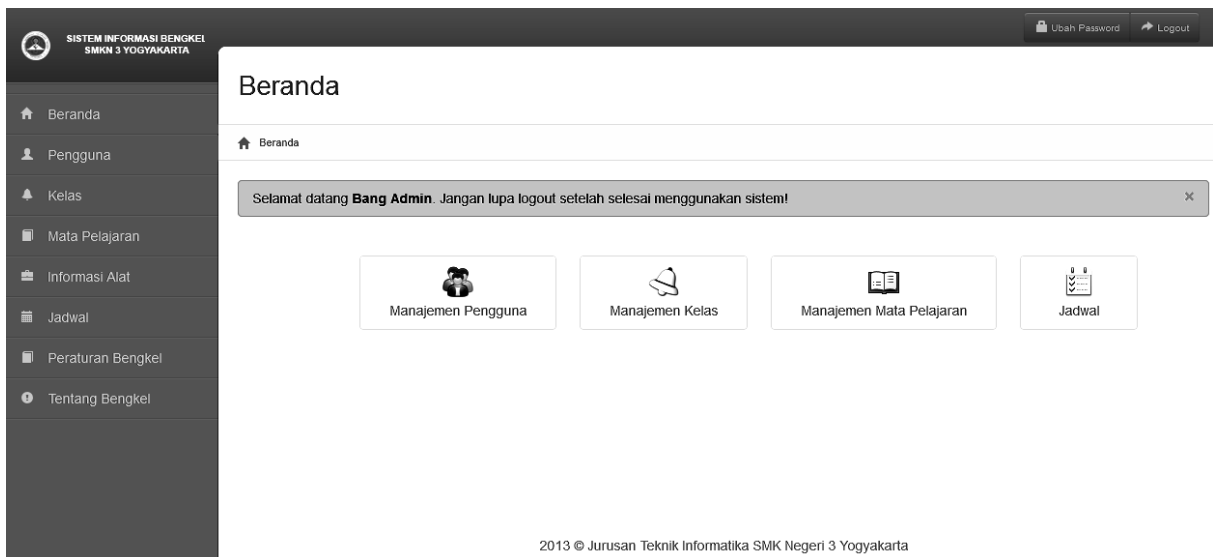 SISTEM INFORMASI BENGKEL
SMKN 3 YOGYAKARTA
Ubah Password
Logout
Beranda
Pengguna
Kelas
Mata Pelajaran
Informasi Alat
Jadwal
Peraturan Bengkel
Tentang Bengkel
Beranda
Beranda
Selamat datang Bang Admin. Jangan lupa logout setelah selesai menggunakan sistem!
×
Manajemen Pengguna
Manajemen Kelas
Manajemen Mata Pelajaran
Jadwal
2013 © Jurusan Teknik Informatika SMK Negeri 3 Yogyakarta